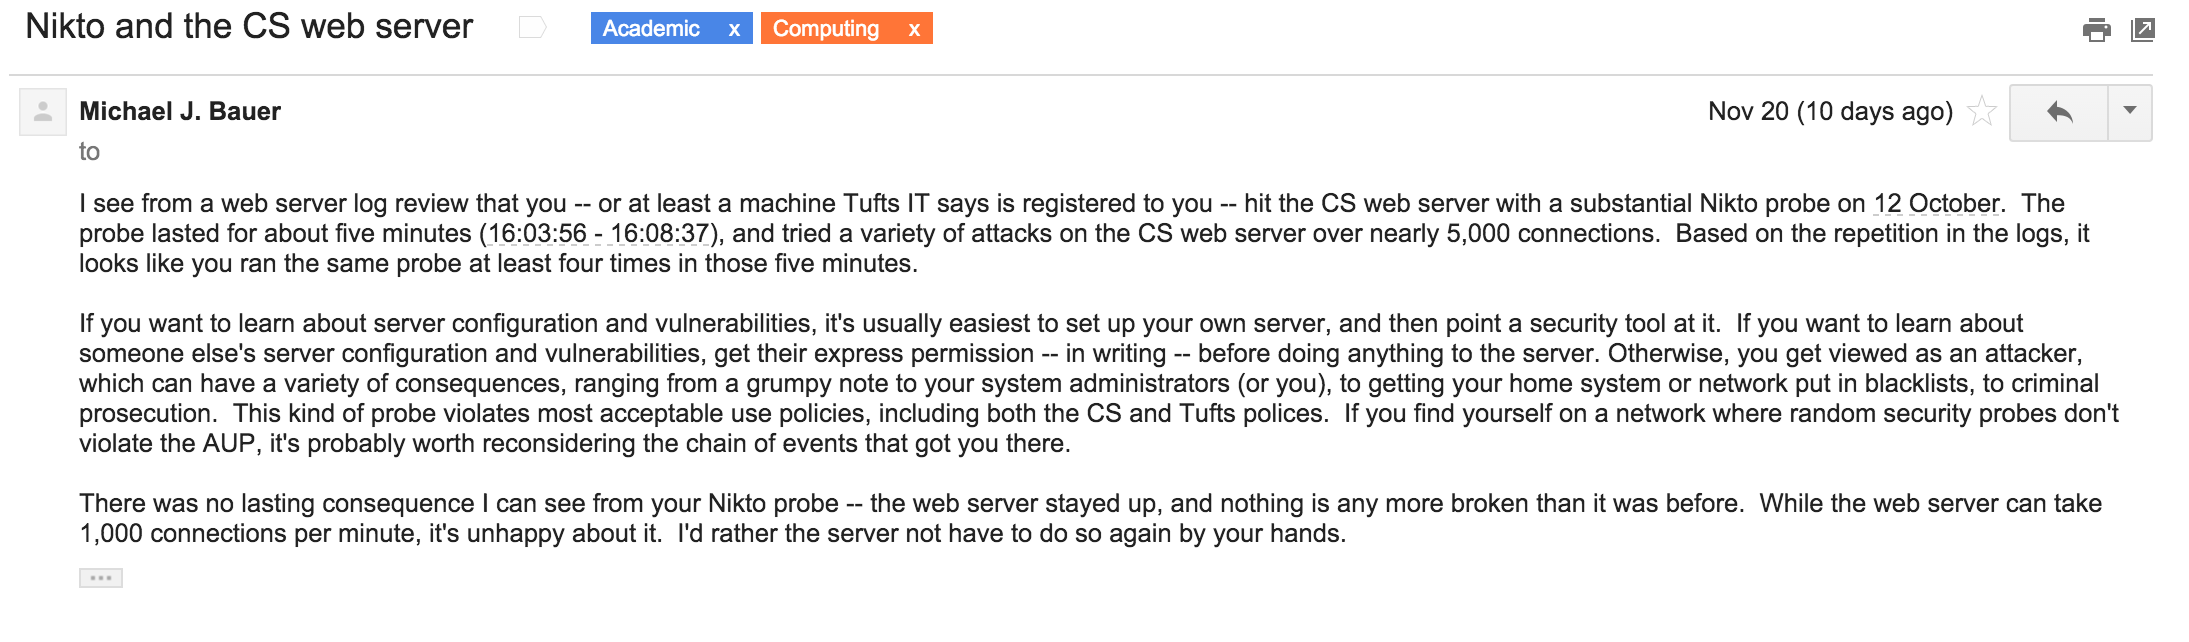 Nikto and the CS web server
Academic x
Computing x
Michael J. Bauer
Nov 20 (10 days ago)
to
I see from a web server log review that you -- or at least a machine Tufts IT says is registered to you -- hit the CS web server with a substantial Nikto probe on 12 October.  The
probe lasted for about five minutes (16:03:56 - 16:08:37), and tried a variety of attacks on the CS web server over nearly 5,000 connections.  Based on the repetition in the logs, it
looks like you ran the same probe at least four times in those five minutes.
If you want to learn about server configuration and vulnerabilities, it's usually easiest to set up your own server, and then point a security tool at it.  If you want to learn about
someone else's server configuration and vulnerabilities, get their express permission -- in writing -- before doing anything to the server. Otherwise, you get viewed as an attacker,
which can have a variety of consequences, ranging from a grumpy note to your system administrators (or you), to getting your home system or network put in blacklists, to criminal
prosecution.  This kind of probe violates most acceptable use policies, including both the CS and Tufts polices.  If you find yourself on a network where random security probes don't
violate the AUP, it's probably worth reconsidering the chain of events that got you there.
There was no lasting consequence I can see from your Nikto probe -- the web server stayed up, and nothing is any more broken than it was before.  While the web server can take
1,000 connections per minute, it's unhappy about it.  I'd rather the server not have to do so again by your hands.